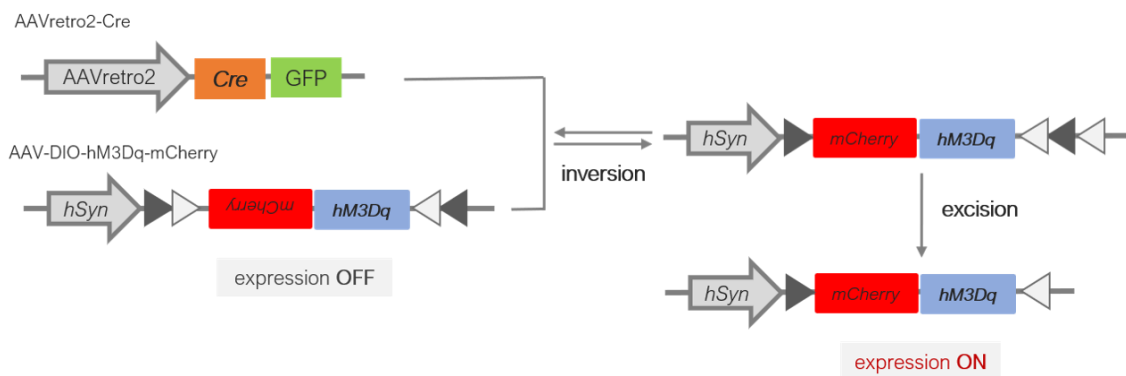 AAVretro2-Cre
AAVretro2 Cre GFP
AAV-DIO-hM3Dq-mCherry
hSyn mCherry hM3Dq
expression OFF
inversion
hSyn mCherry hM3Dq
excision
hSyn mCherry hM3Dq
expression ON